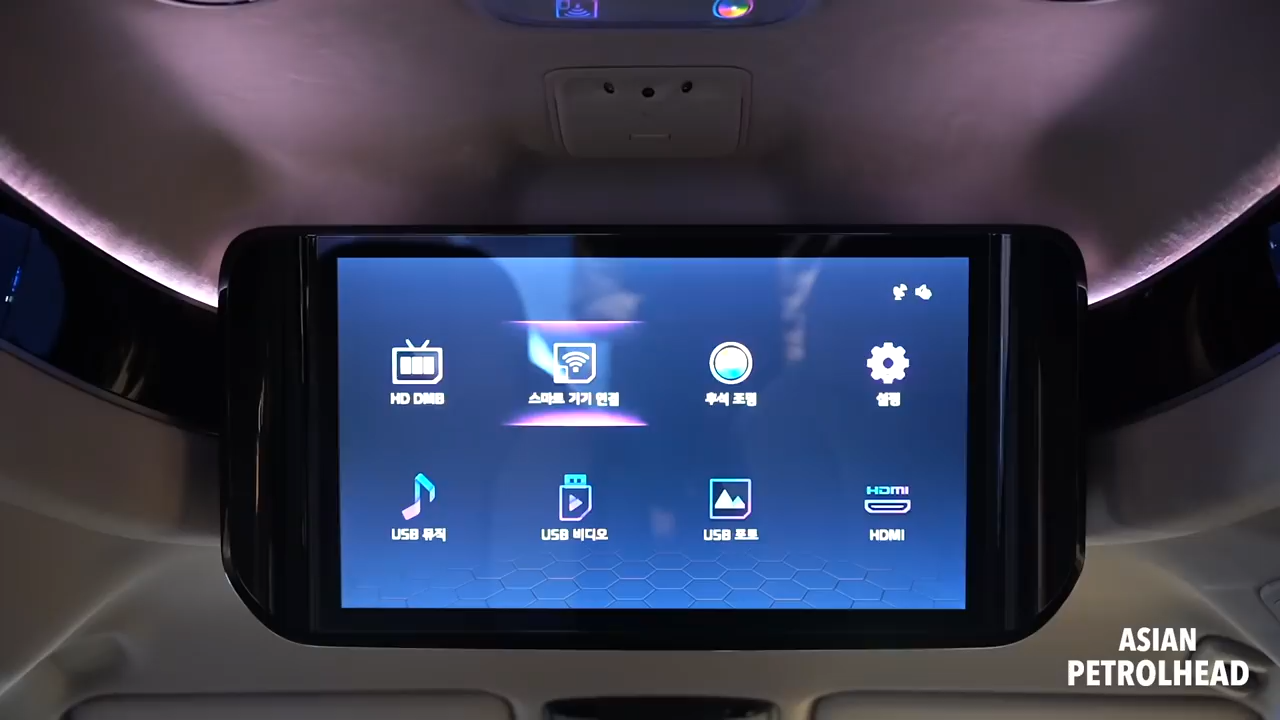 HD DMB
스마트 기기 연결
후석 조명
설정
USB 뮤직
USB 비디오
USB 포토
HDMI
HDMI
ASIAN
PETROLHEAD